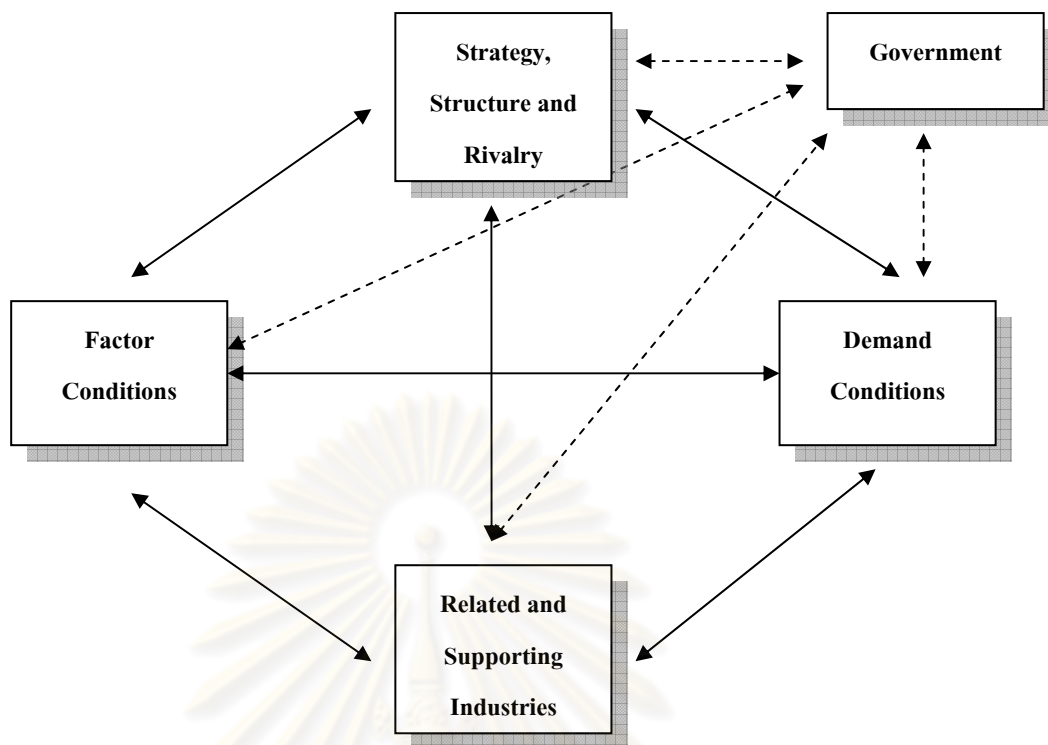 Strategy,
Structure and
Rivalry
Government
Factor
Conditions
Demand
Conditions
Related and
Supporting
Industries